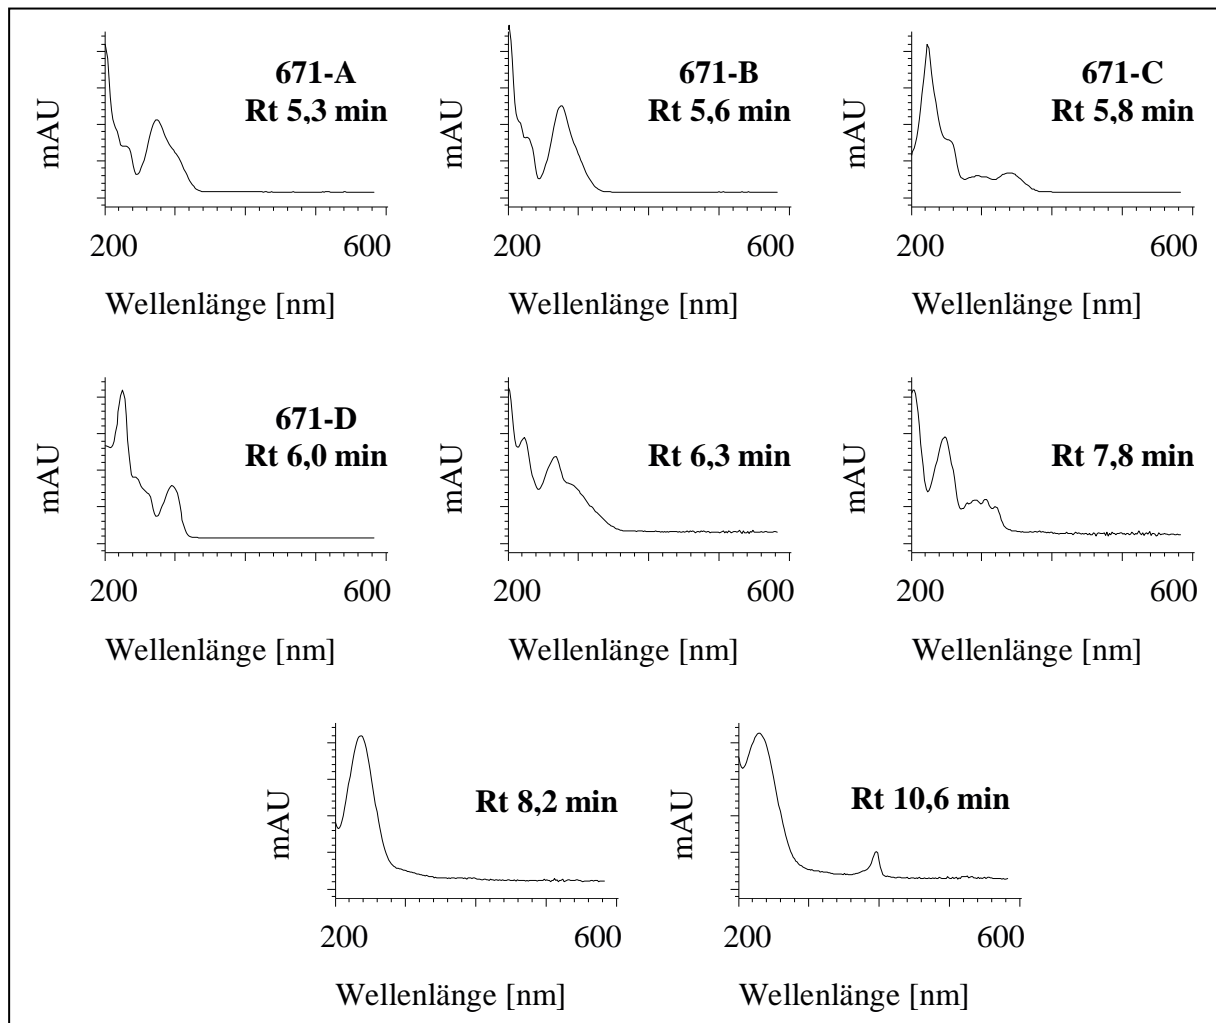 671-A
Rt 5,3 min
mAU
200 600
Wellenlänge [nm]
671-B
Rt 5,6 min
mAU
200 600
Wellenlänge [nm]
671-C
Rt 5,8 min
mAU
200 600
Wellenlänge [nm]
671-D
Rt 6,0 min
mAU
200 600
Wellenlänge [nm]
Rt 6,3 min
mAU
200 600
Wellenlänge [nm]
Rt 7,8 min
mAU
200 600
Wellenlänge [nm]
Rt 8,2 min
mAU
200 600
Wellenlänge [nm]
Rt 10,6 min
mAU
200 600
Wellenlänge [nm]